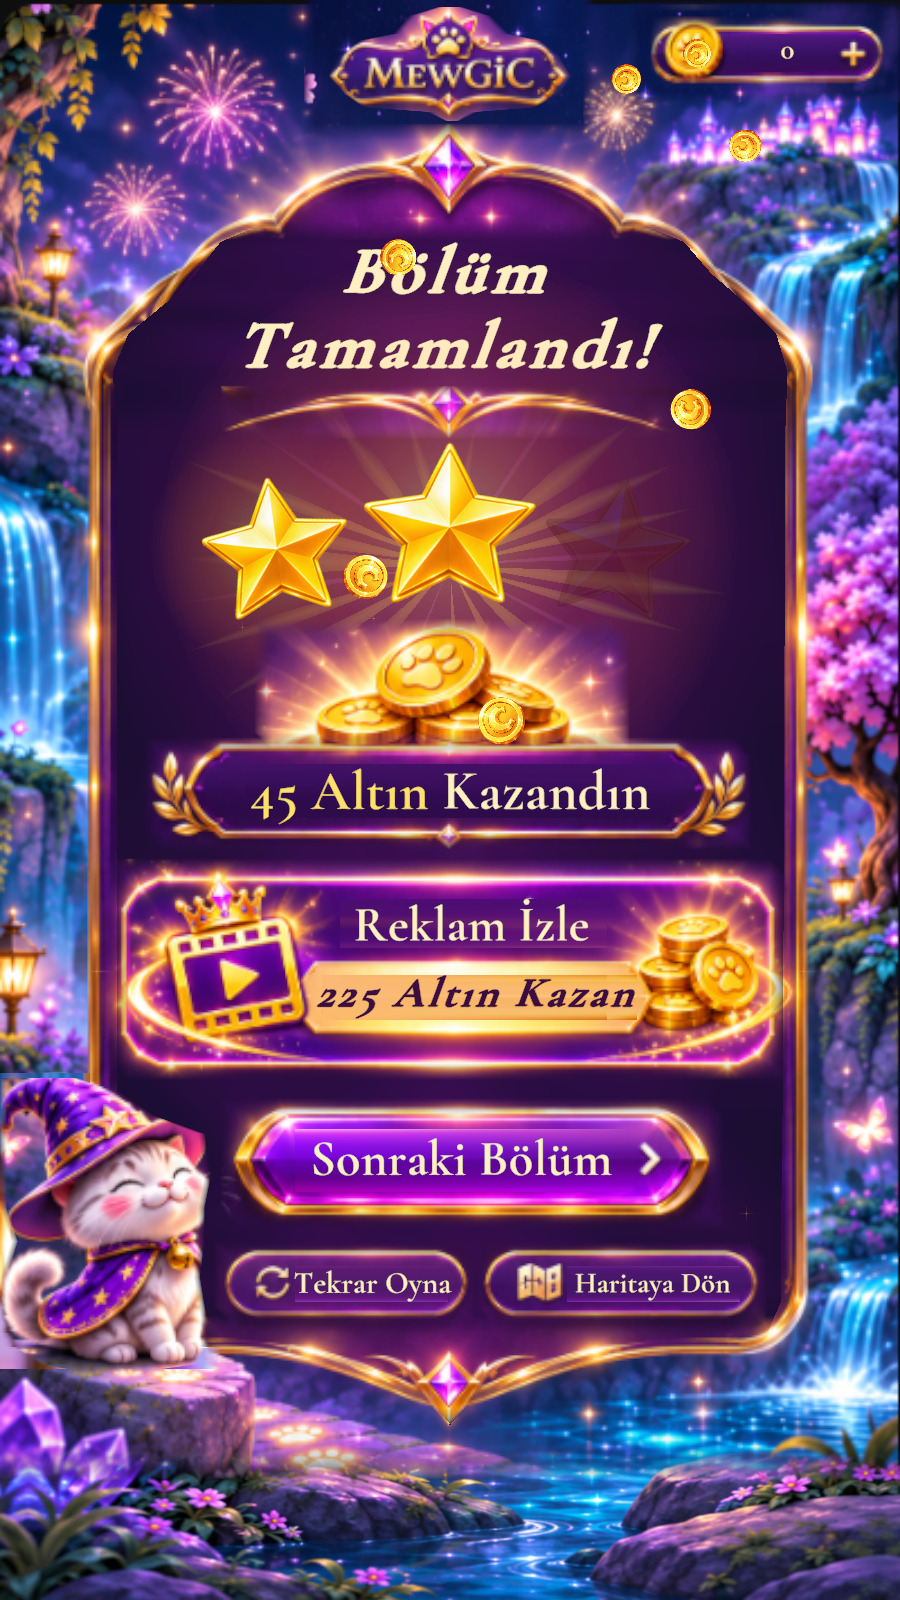 MEWGIC
0
Bölüm
Tamamlandı!
45 Altın Kazandın
Reklam İzle
225 Altın Kazan
Sonraki Bölüm
Tekrar Oyna
Haritaya Dön